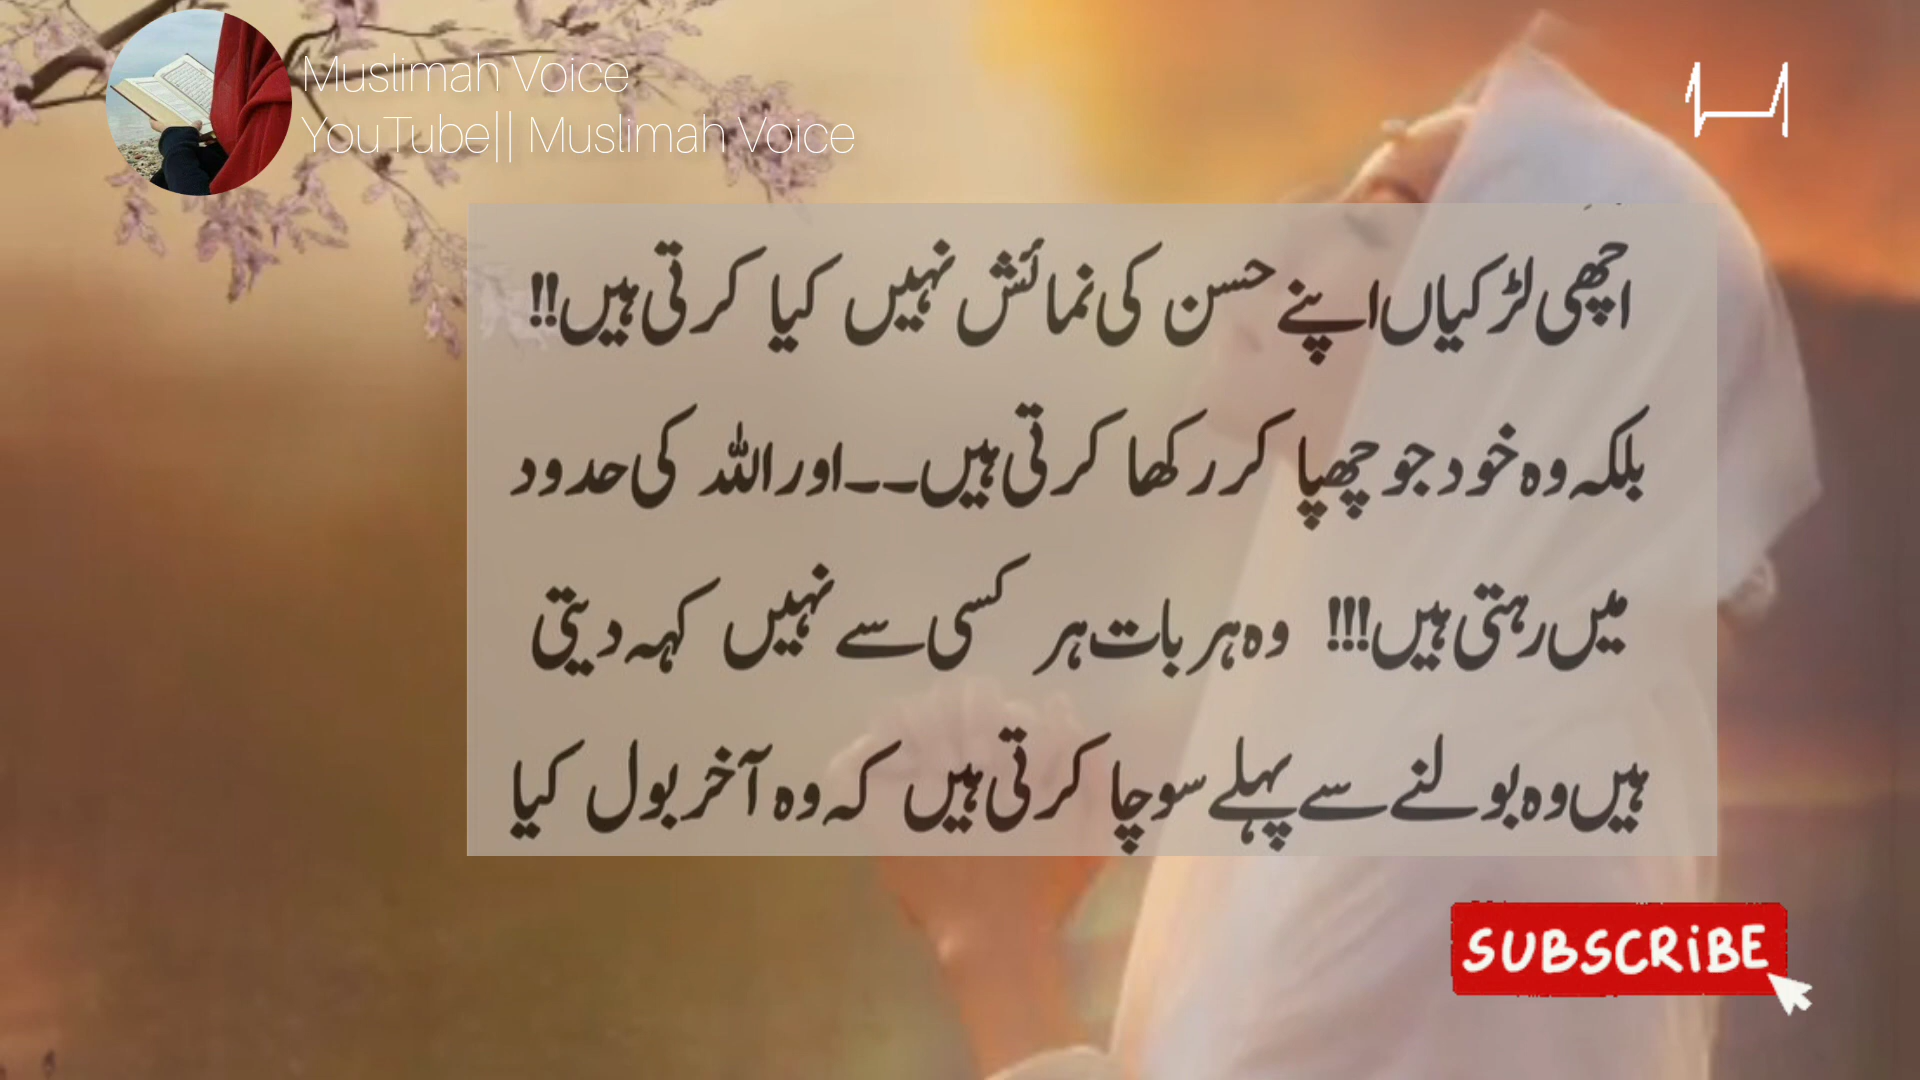 Muslimah Voice
YouTube|| Muslimah Voice
اچھی لڑکیاں اپنے حسن کی نمائش نہیں کیا کرتی ہیں!!
بلکہ وہ خود جو چھپا کر رکھا کرتی ہیں۔۔اور اللہ کی حدود
میں رہتی ہیں!!! وہ ہر بات ہر کسی سے نہیں کہہ دیتی
ہیں وہ بولنے سے پہلے سوچا کرتی ہیں کہ وہ آخر بول کیا
SUBSCRiBE